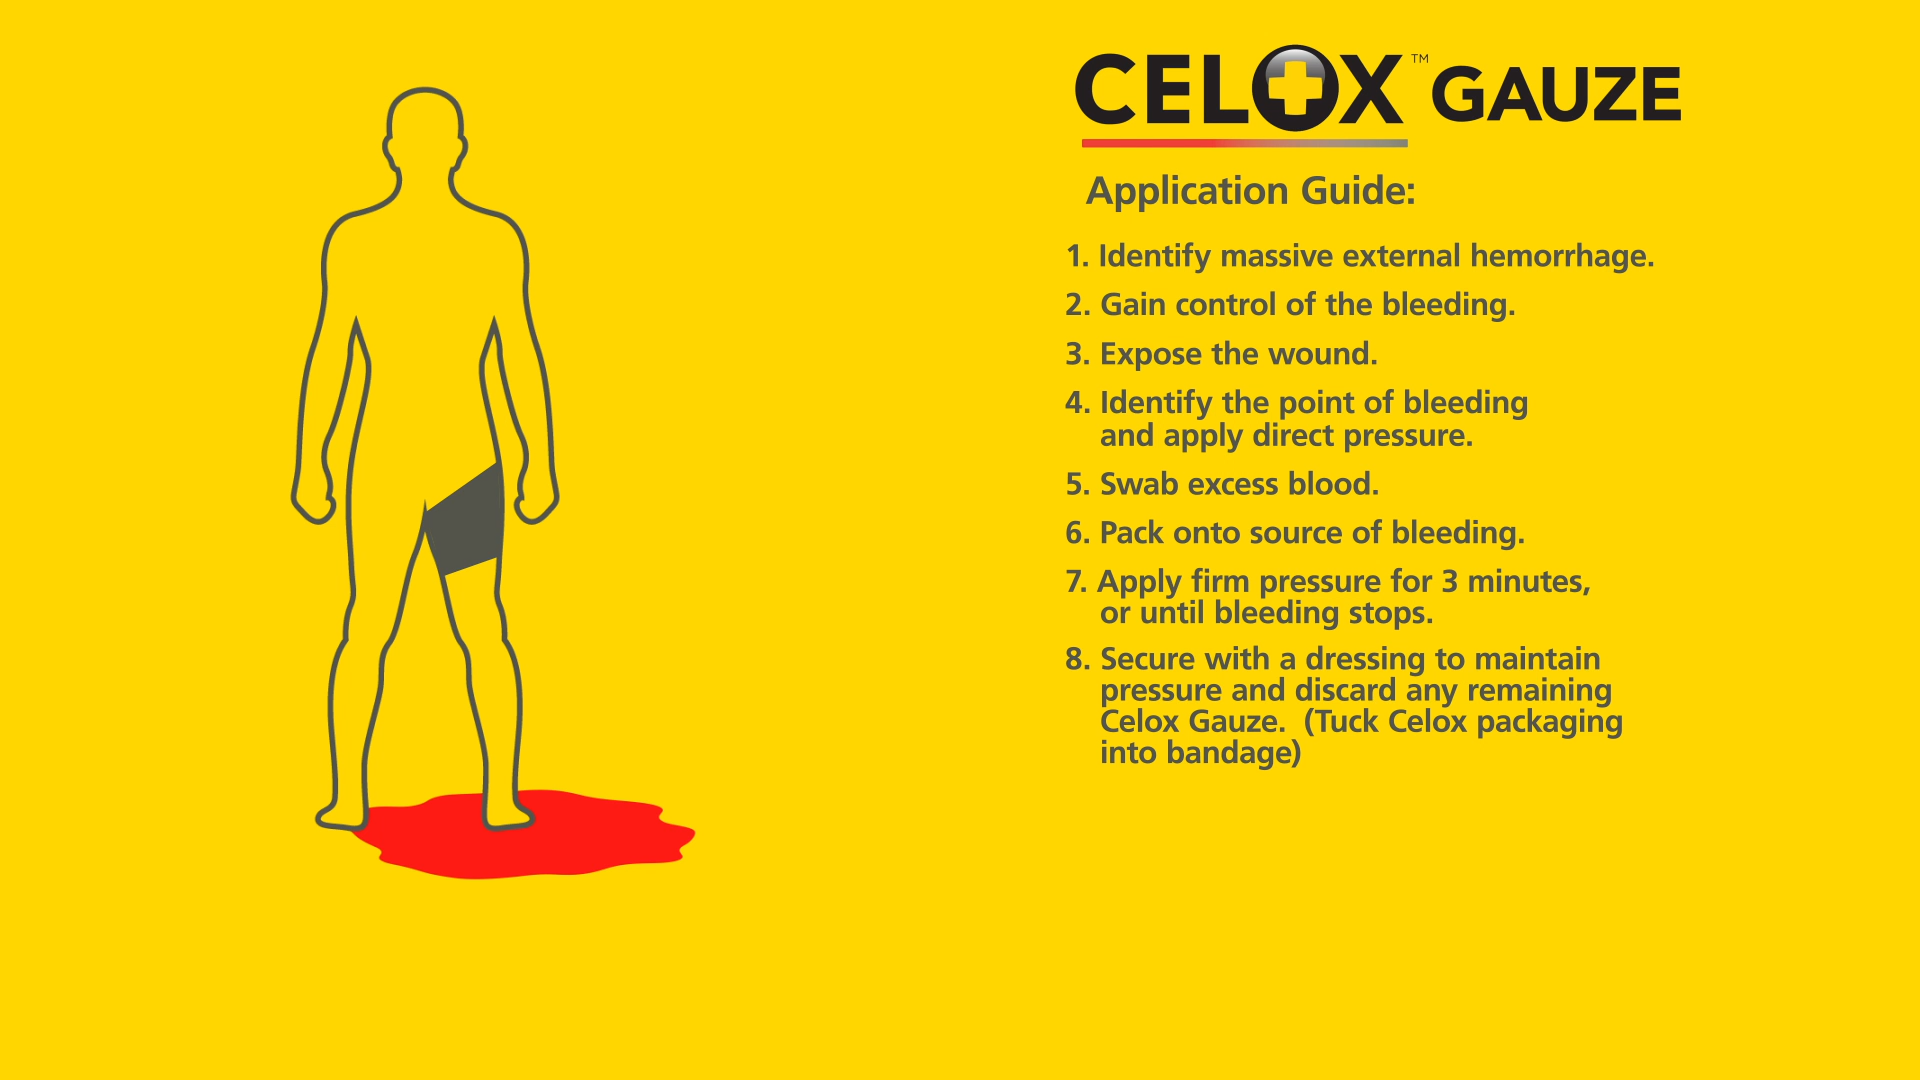 CELOX™ GAUZE
Application Guide:
1. Identify massive external hemorrhage.
2. Gain control of the bleeding.
3. Expose the wound.
4. Identify the point of bleeding
and apply direct pressure.
5. Swab excess blood.
6. Pack onto source of bleeding.
7. Apply firm pressure for 3 minutes,
or until bleeding stops.
8. Secure with a dressing to maintain
pressure and discard any remaining
Celox Gauze. (Tuck Celox packaging
into bandage)